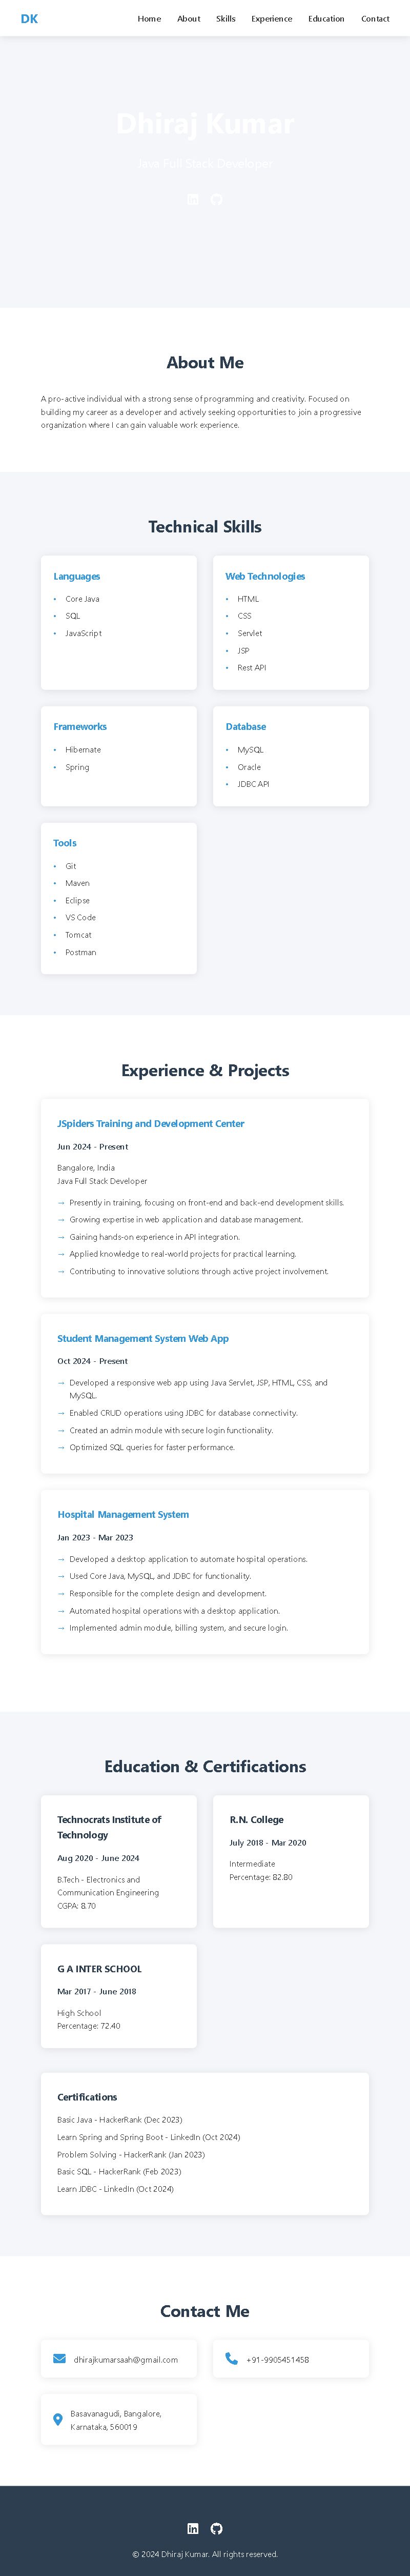 DK
Home About Skills Experience Education Contact
Dhiraj Kumar
Java Full Stack Developer
About Me
A pro-active individual with a strong sense of programming and creativity. Focused on
building my career as a developer and actively seeking opportunities to join a progressive
organization where I can gain valuable work experience.
Technical Skills
Languages
• Core Java
• SQL
• JavaScript
Web Technologies
• HTML
• CSS
• Servlet
• JSP
• Rest API
Frameworks
• Hibernate
• Spring
Database
• MySQL
• Oracle
• JDBC API
Tools
• Git
• Maven
• Eclipse
• VS Code
• Tomcat
• Postman
Experience & Projects
JSpiders Training and Development Center
Jun 2024 - Present
Bangalore, India
Java Full Stack Developer
→ Presently in training, focusing on front-end and back-end development skills.
→ Growing expertise in web application and database management.
→ Gaining hands-on experience in API integration.
→ Applied knowledge to real-world projects for practical learning.
→ Contributing to innovative solutions through active project involvement.
Student Management System Web App
Oct 2024 - Present
→ Developed a responsive web app using Java Servlet, JSP, HTML, CSS, and
MySQL.
→ Enabled CRUD operations using JDBC for database connectivity.
→ Created an admin module with secure login functionality.
→ Optimized SQL queries for faster performance.
Hospital Management System
Jan 2023 - Mar 2023
→ Developed a desktop application to automate hospital operations.
→ Used Core Java, MySQL, and JDBC for functionality.
→ Responsible for the complete design and development.
→ Automated hospital operations with a desktop application.
→ Implemented admin module, billing system, and secure login.
Education & Certifications
Technocrats Institute of
Technology
Aug 2020 - June 2024
B.Tech - Electronics and
Communication Engineering
CGPA: 8.70
R.N. College
July 2018 - Mar 2020
Intermediate
Percentage: 82.80
G A INTER SCHOOL
Mar 2017 - June 2018
High School
Percentage: 72.40
Certifications
Basic Java - HackerRank (Dec 2023)
Learn Spring and Spring Boot - LinkedIn (Oct 2024)
Problem Solving - HackerRank (Jan 2023)
Basic SQL - HackerRank (Feb 2023)
Learn JDBC - LinkedIn (Oct 2024)
Contact Me
dhirajkumarsaah@gmail.com
+91-9905451458
Basavanagudi, Bangalore,
Karnataka, 560019
© 2024 Dhiraj Kumar. All rights reserved.